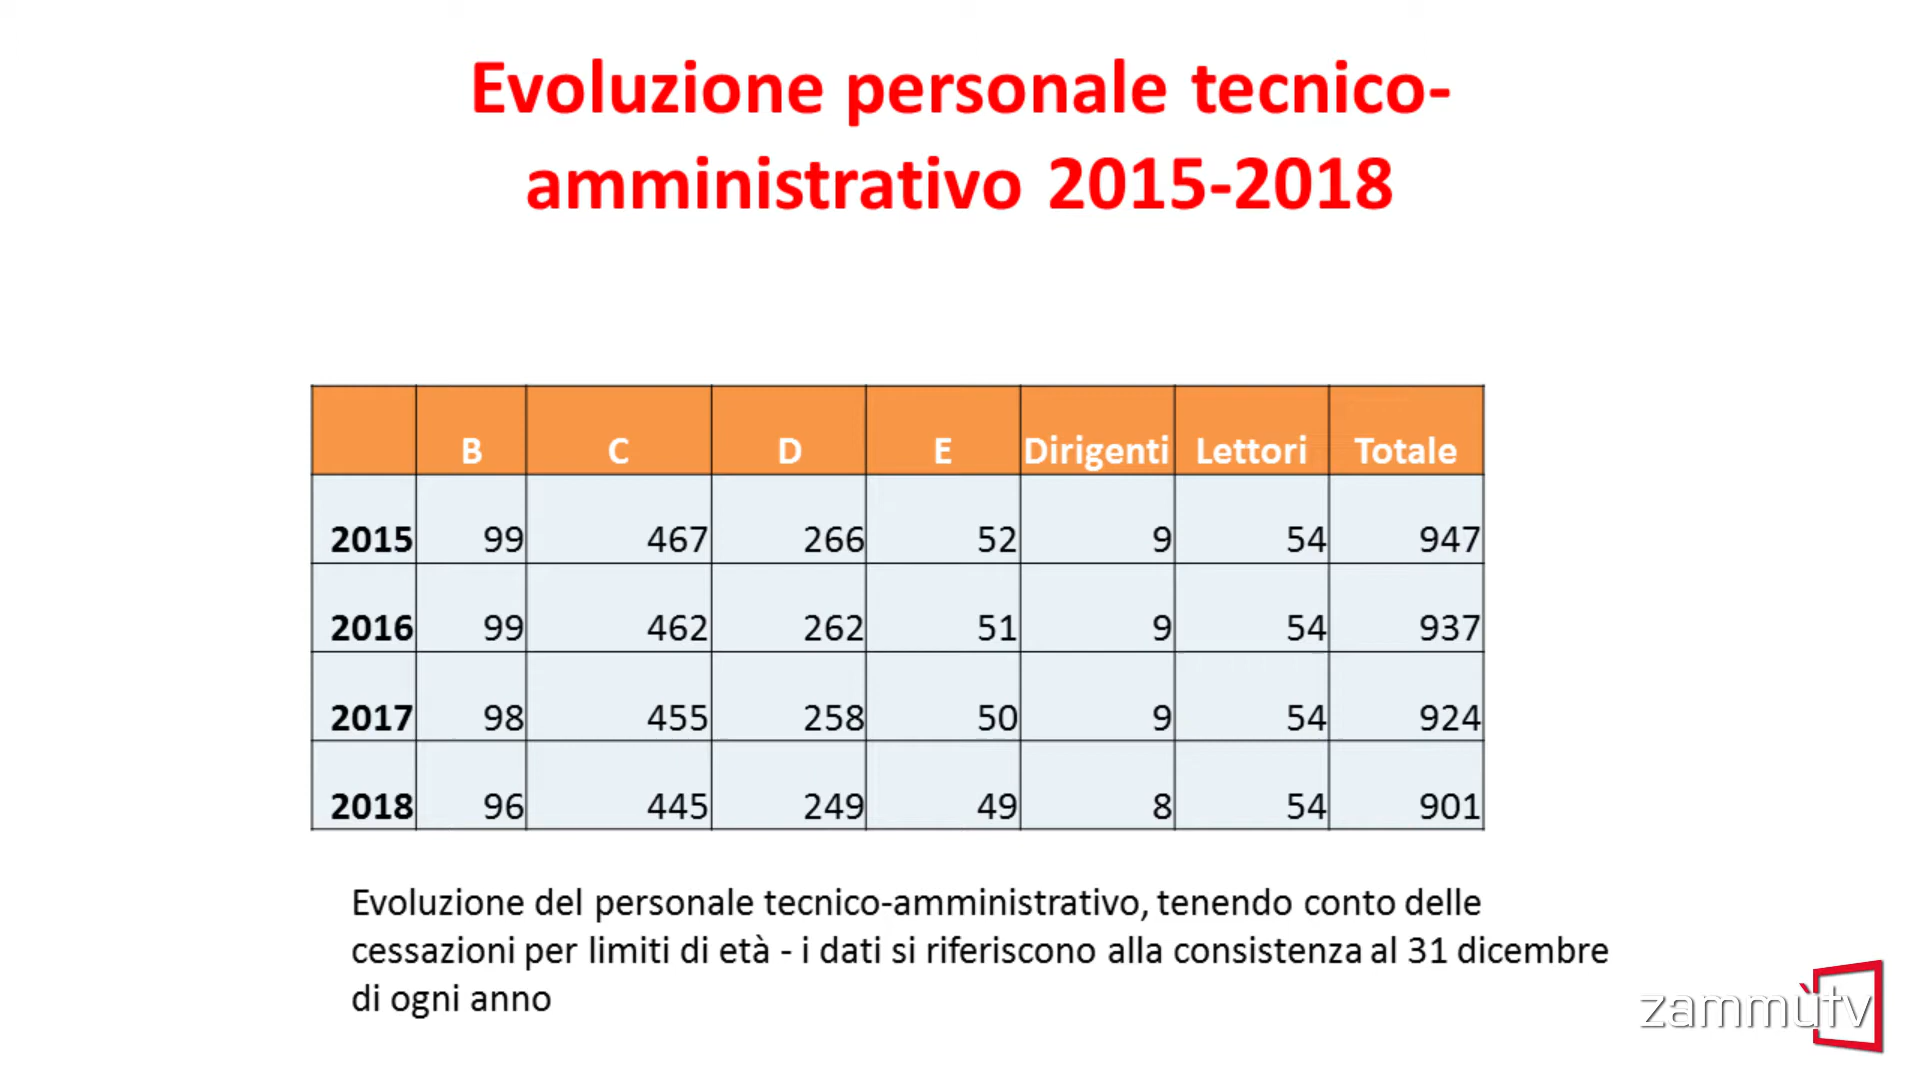 Evoluzione personale tecnico-
amministrativo 2015-2018
B C D E Dirigenti Lettori Totale
2015 99 467 266 52 9 54 947
2016 99 462 262 51 9 54 937
2017 98 455 258 50 9 54 924
2018 96 445 249 49 8 54 901
Evoluzione del personale tecnico-amministrativo, tenendo conto delle
cessazioni per limiti di età - i dati si riferiscono alla consistenza al 31 dicembre
di ogni anno
zammùtv